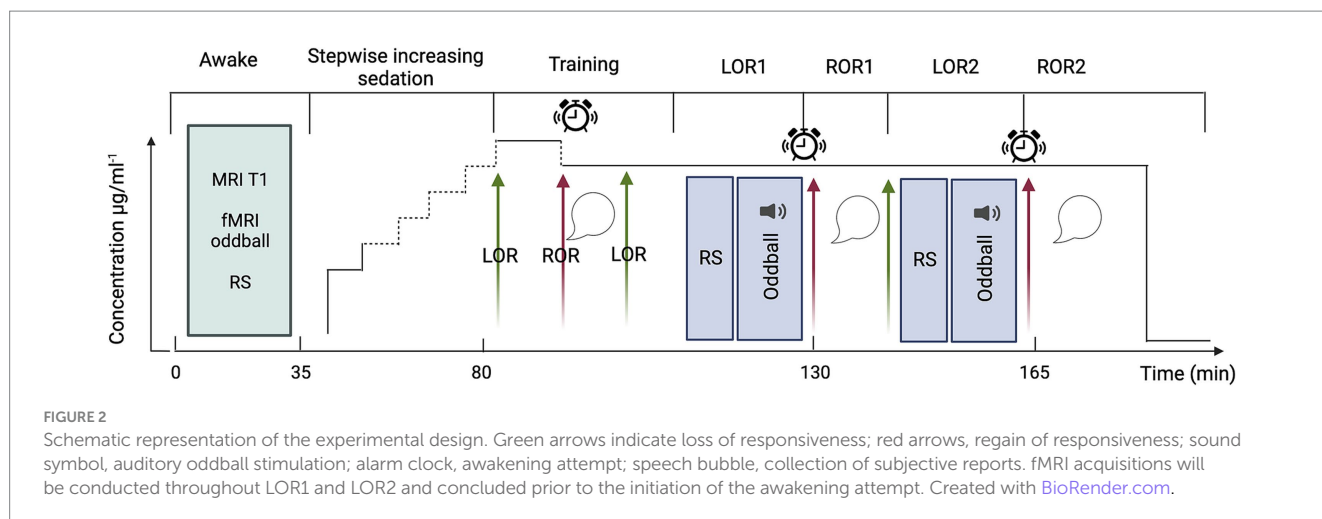 Awake
Stepwise increasing
sedation
Training
LOR1
ROR1
LOR2
ROR2
Concentration µg/ml⁻¹
MRI T1
fMRI
oddball
RS
LOR
ROR
LOR
RS
Oddball
RS
Oddball
0
35
80
130
165
Time (min)
FIGURE 2
Schematic representation of the experimental design. Green arrows indicate loss of responsiveness; red arrows, regain of responsiveness; sound
symbol, auditory oddball stimulation; alarm clock, awakening attempt; speech bubble, collection of subjective reports. fMRI acquisitions will
be conducted throughout LOR1 and LOR2 and concluded prior to the initiation of the awakening attempt. Created with BioRender.com.